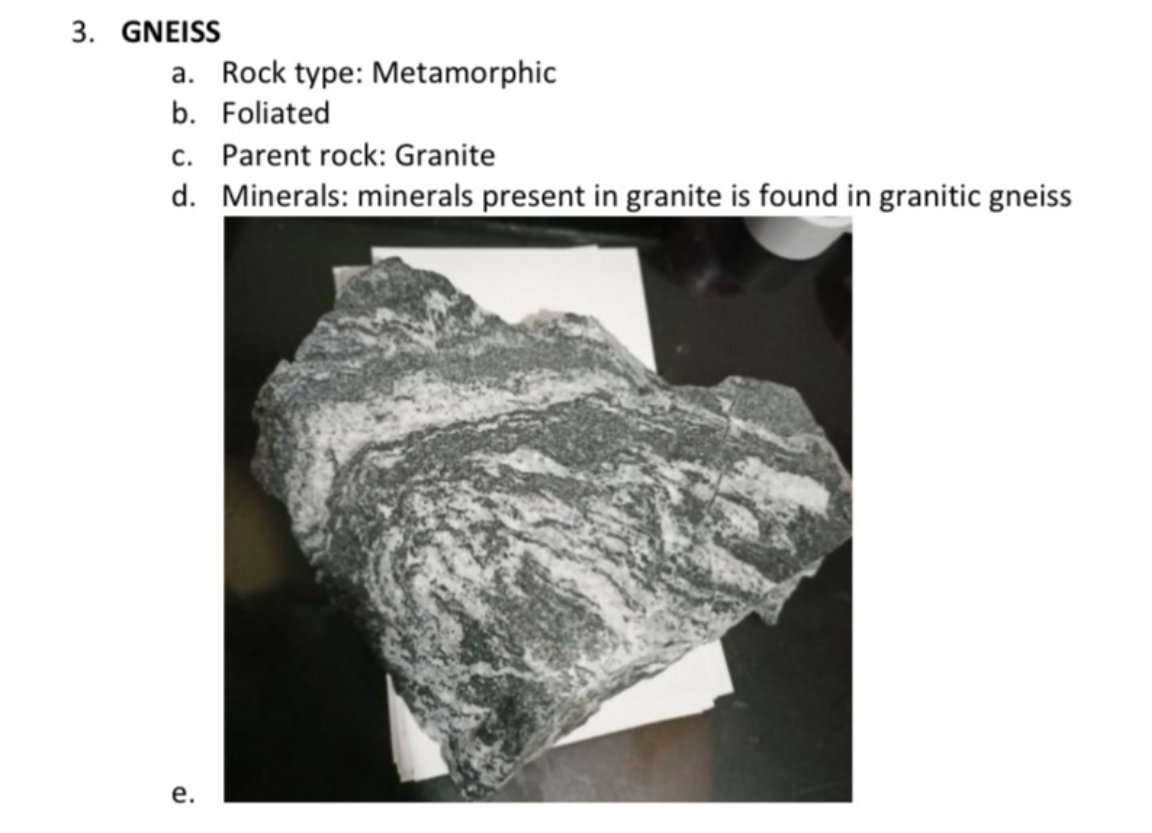 3. GNEISS
a. Rock type: Metamorphic
b. Foliated
c. Parent rock: Granite
d. Minerals: minerals present in granite is found in granitic gneiss
e.